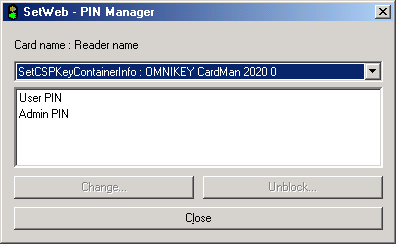 SetWeb - PIN Manager
Card name : Reader name
SetCSPKeyContainerInfo : OMNIKEY CardMan 2020 0
User PIN
Admin PIN
Change... Unblock...
Close